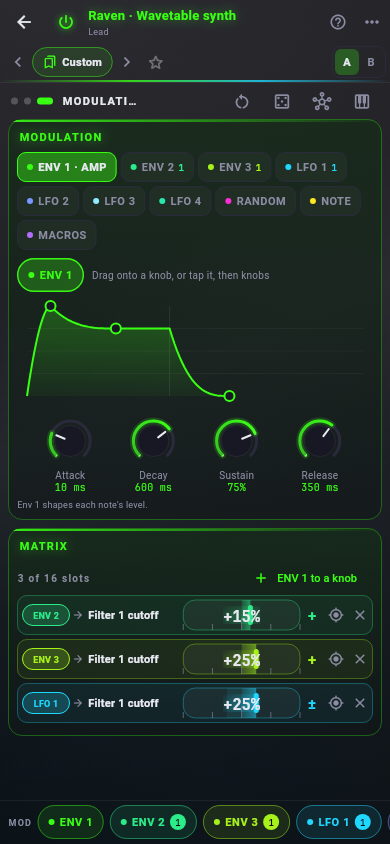 Raven · Wavetable synth
Lead
Custom
A B
MODULATI…
MODULATION
ENV 1 · AMP ENV 2 1 ENV 3 1 LFO 1 1
LFO 2 LFO 3 LFO 4 RANDOM NOTE
MACROS
ENV 1 Drag onto a knob, or tap it, then knobs
Attack Decay Sustain Release
10 ms 600 ms 75% 350 ms
Env 1 shapes each note's level.
MATRIX
3 of 16 slots + ENV 1 to a knob
ENV 2 → Filter 1 cutoff +15% +
ENV 3 → Filter 1 cutoff +25% +
LFO 1 → Filter 1 cutoff +25% ±
MOD ENV 1 ENV 2 1 ENV 3 1 LFO 1 1